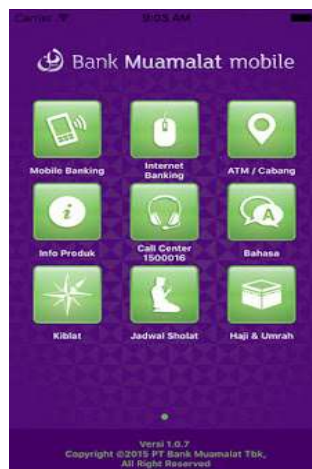 Carrier
9:05 AM
Bank Muamalat mobile
Mobile Banking
Internet
Banking
ATM / Cabang
Info Produk
Call Center
1500016
Bahasa
A
Kiblat
Jadwal Sholat
Haji & Umrah
Versi 1.0.7
Copyright ©2015 PT Bank Muamalat Tbk,
All Right Reserved